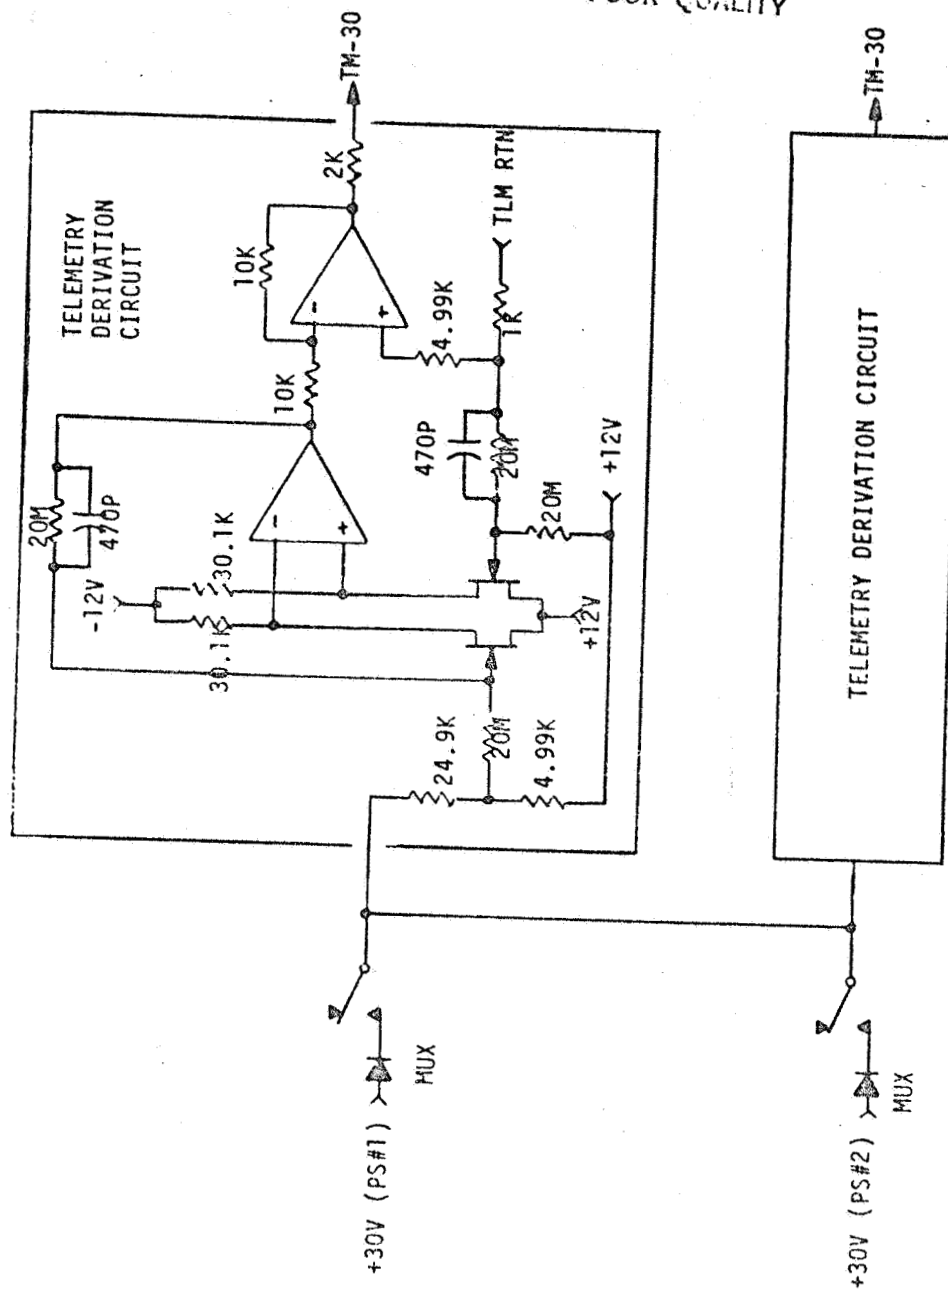 POOR QUALITY
TELEMETRY
DERIVATION
CIRCUIT
20M
470P
-12V
30.1K
30.1K
10K
10K
2K
TM-30
4.99K
TLM RTN
1K
470P
20M
20M
+12V
+12V
24.9K
20M
4.99K
+30V (PS#1)
MUX
TELEMETRY DERIVATION CIRCUIT
TM-30
+30V (PS#2)
MUX